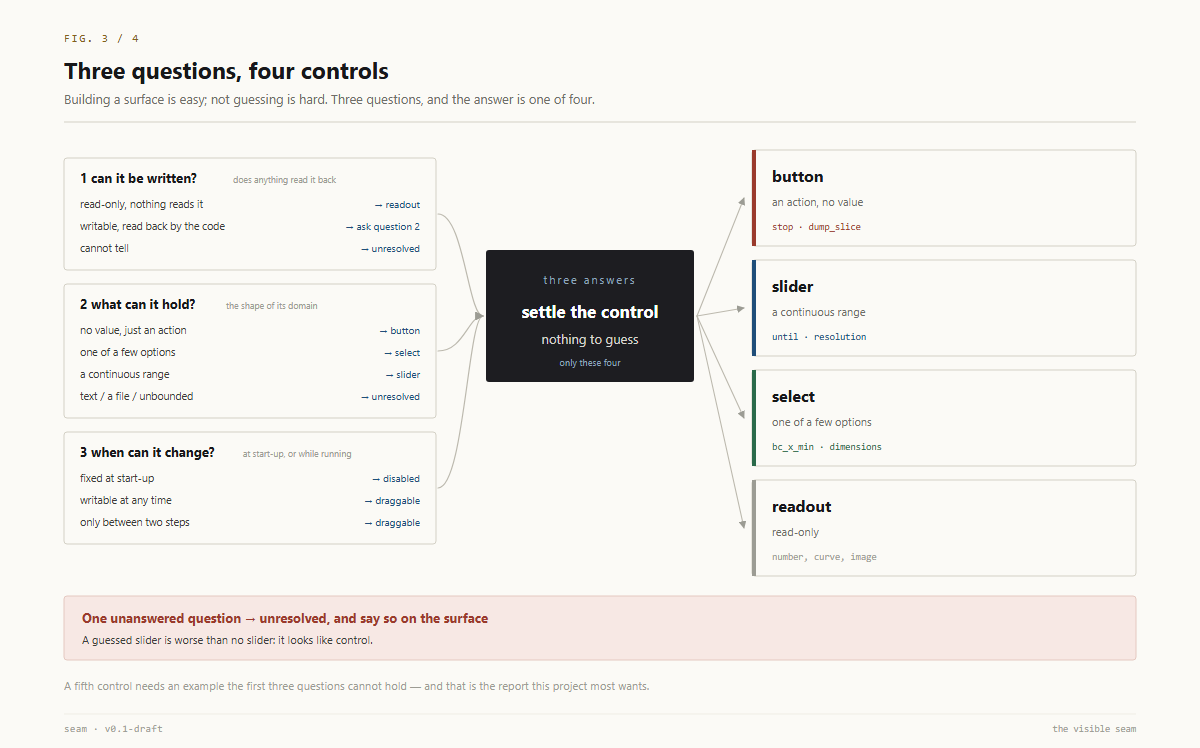 FIG. 3 / 4
Three questions, four controls
Building a surface is easy; not guessing is hard. Three questions, and the answer is one of four.
1 can it be written? does anything read it back
read-only, nothing reads it → readout
writable, read back by the code → ask question 2
cannot tell → unresolved
2 what can it hold? the shape of its domain
no value, just an action → button
one of a few options → select
a continuous range → slider
text / a file / unbounded → unresolved
3 when can it change? at start-up, or while running
fixed at start-up → disabled
writable at any time → draggable
only between two steps → draggable
three answers
settle the control
nothing to guess
only these four
button
an action, no value
stop · dump_slice
slider
a continuous range
until · resolution
select
one of a few options
bc_x_min · dimensions
readout
read-only
number, curve, image
One unanswered question → unresolved, and say so on the surface
A guessed slider is worse than no slider: it looks like control.
A fifth control needs an example the first three questions cannot hold — and that is the report this project most wants.
seam · v0.1-draft
the visible seam